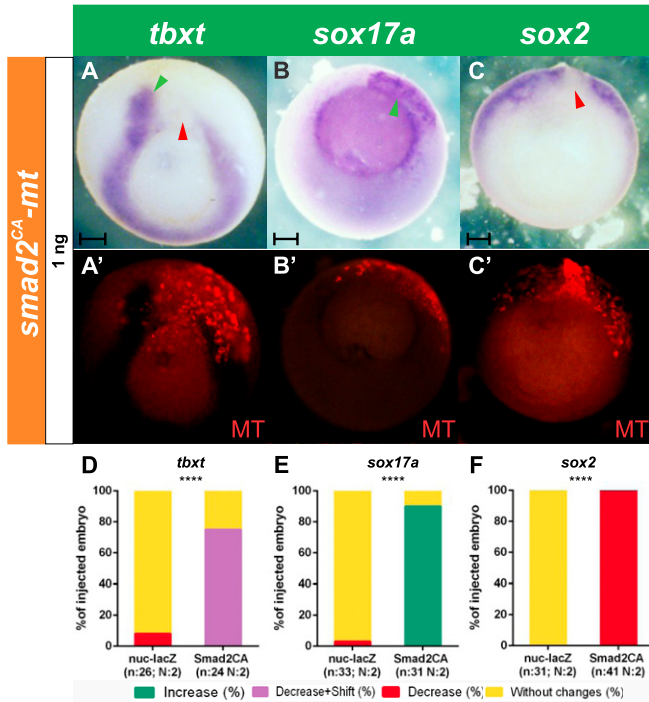 tbxt sox17a sox2
smad2CA-mt
1 ng
A B C
A’ B’ C’
MT MT MT
D tbxt
****
E sox17a
****
F sox2
****
%of injected embryo
100
80
60
40
20
0
nuc-lacZ Smad2CA
(n:26; N:2) (n:24 N:2)
%of injected embryo
100
80
60
40
20
0
nuc-lacZ Smad2CA
(n:33; N:2) (n:31 N:2)
%of injected embryo
100
80
60
40
20
0
nuc-lacZ Smad2CA
(n:31; N:2) (n:41 N:2)
Increase (%) Decrease+Shift (%) Decrease (%) Without changes (%)